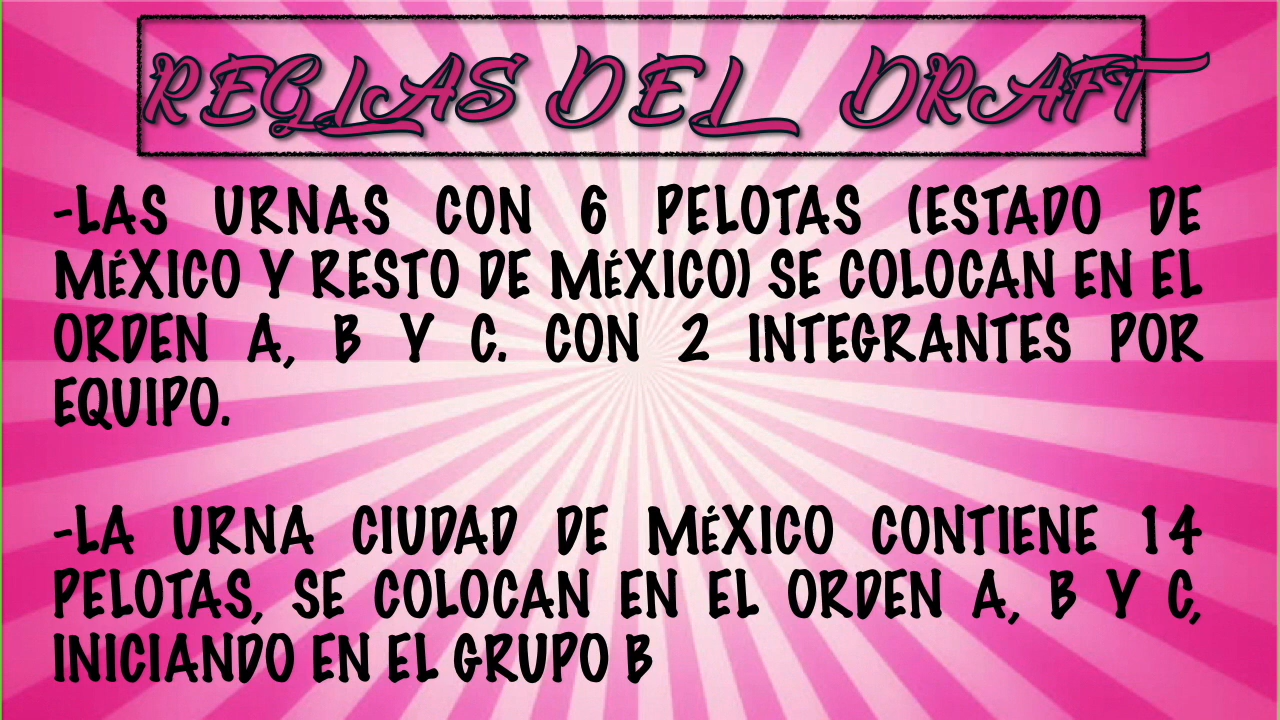 REGLAS DEL DRAFT
-LAS URNAS CON 6 PELOTAS (ESTADO DE
MÉXICO Y RESTO DE MÉXICO) SE COLOCAN EN EL
ORDEN A, B Y C. CON 2 INTEGRANTES POR
EQUIPO.
-LA URNA CIUDAD DE MÉXICO CONTIENE 14
PELOTAS, SE COLOCAN EN EL ORDEN A, B Y C,
INICIANDO EN EL GRUPO B